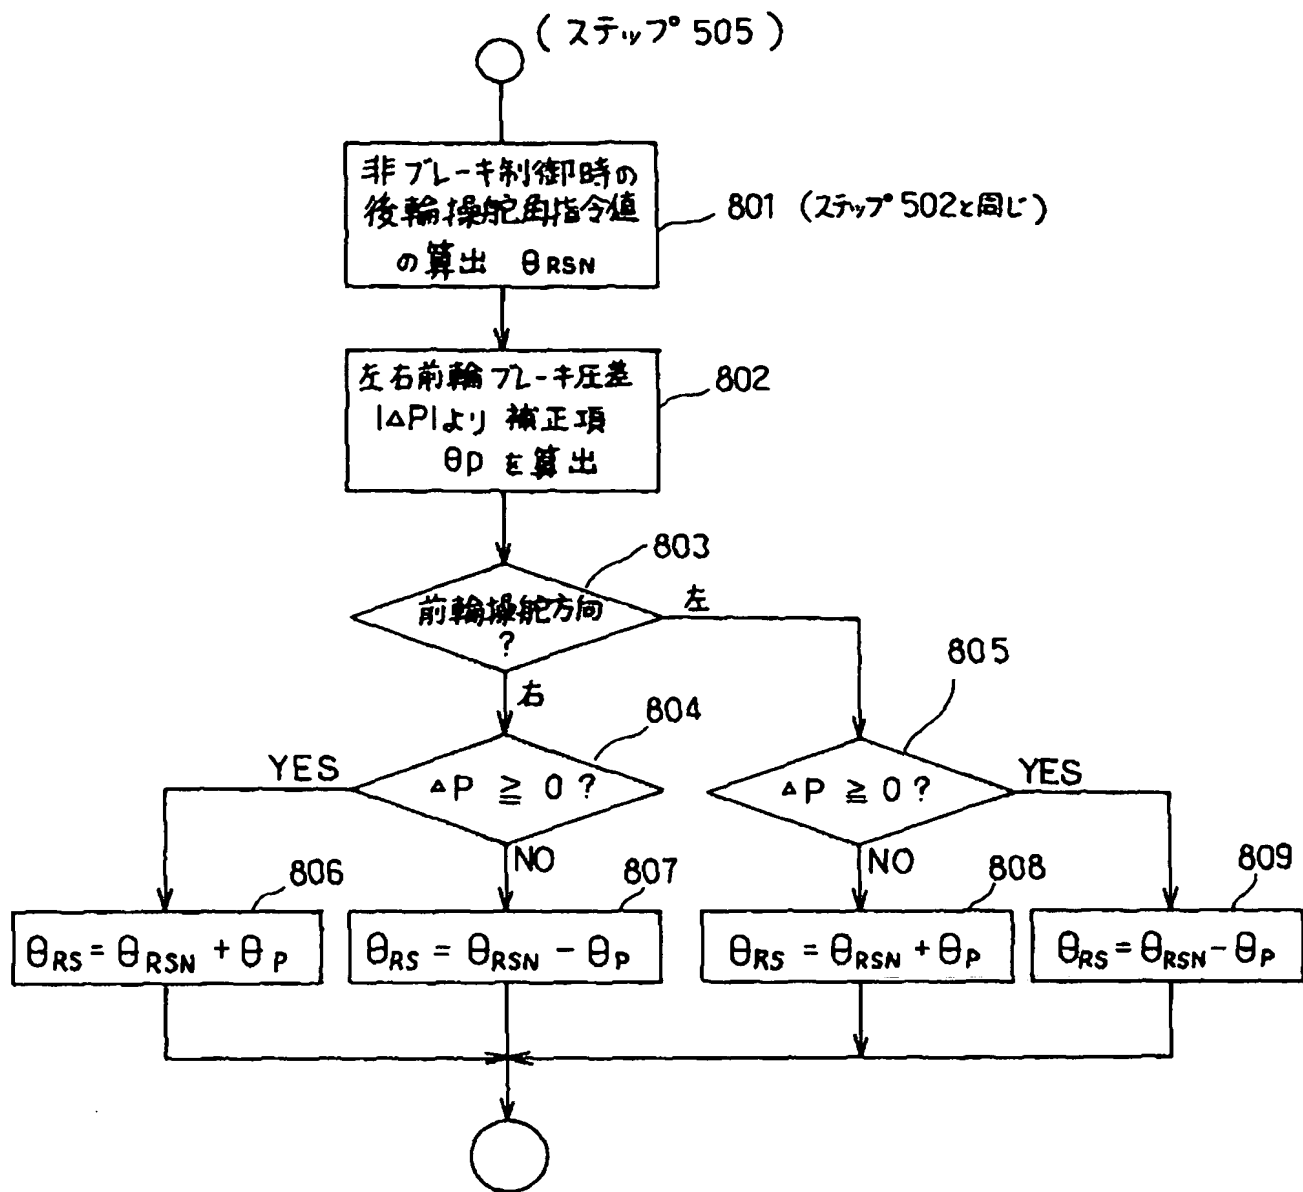 (ステップ 505)
非ブレーキ制御時の
後輪操舵角指令値
の算出 θRSN
801 (ステップ 502と同じ)
左右前輪ブレーキ圧差
|△P|より 補正項
θP を算出
802
803
前輪操舵方向
?
左
右
804
805
YES
△P ≧ 0 ?
NO
△P ≧ 0 ?
YES
NO
806
807
808
809
θRS = θRSN + θP
θRS = θRSN - θP
θRS = θRSN + θP
θRS = θRSN - θP